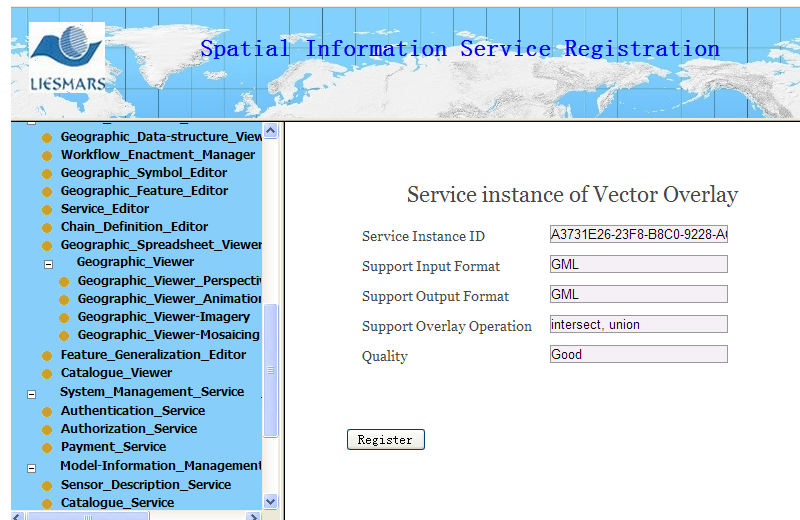 Spatial Information Service Registration
LIESMARS
Geographic_Data-structure_View
Workflow_Enactment_Manager
Geographic_Symbol_Editor
Geographic_Feature_Editor
Service_Editor
Chain_Definition_Editor
Geographic_Spreadsheet_Viewer
Geographic_Viewer
Geographic_Viewer_Perspecti
Geographic_Viewer_Animation
Geographic_Viewer-Imagery
Geographic_Viewer-Mosaicing
Feature_Generalization_Editor
Catalogue_Viewer
System_Management_Service
Authentication_Service
Authorization_Service
Payment_Service
Model-Information_Management
Sensor_Description_Service
Catalogue_Service
Service instance of Vector Overlay
Service Instance ID A3731E26-23F8-B8C0-9228-A
Support Input Format GML
Support Output Format GML
Support Overlay Operation intersect, union
Quality Good
Register